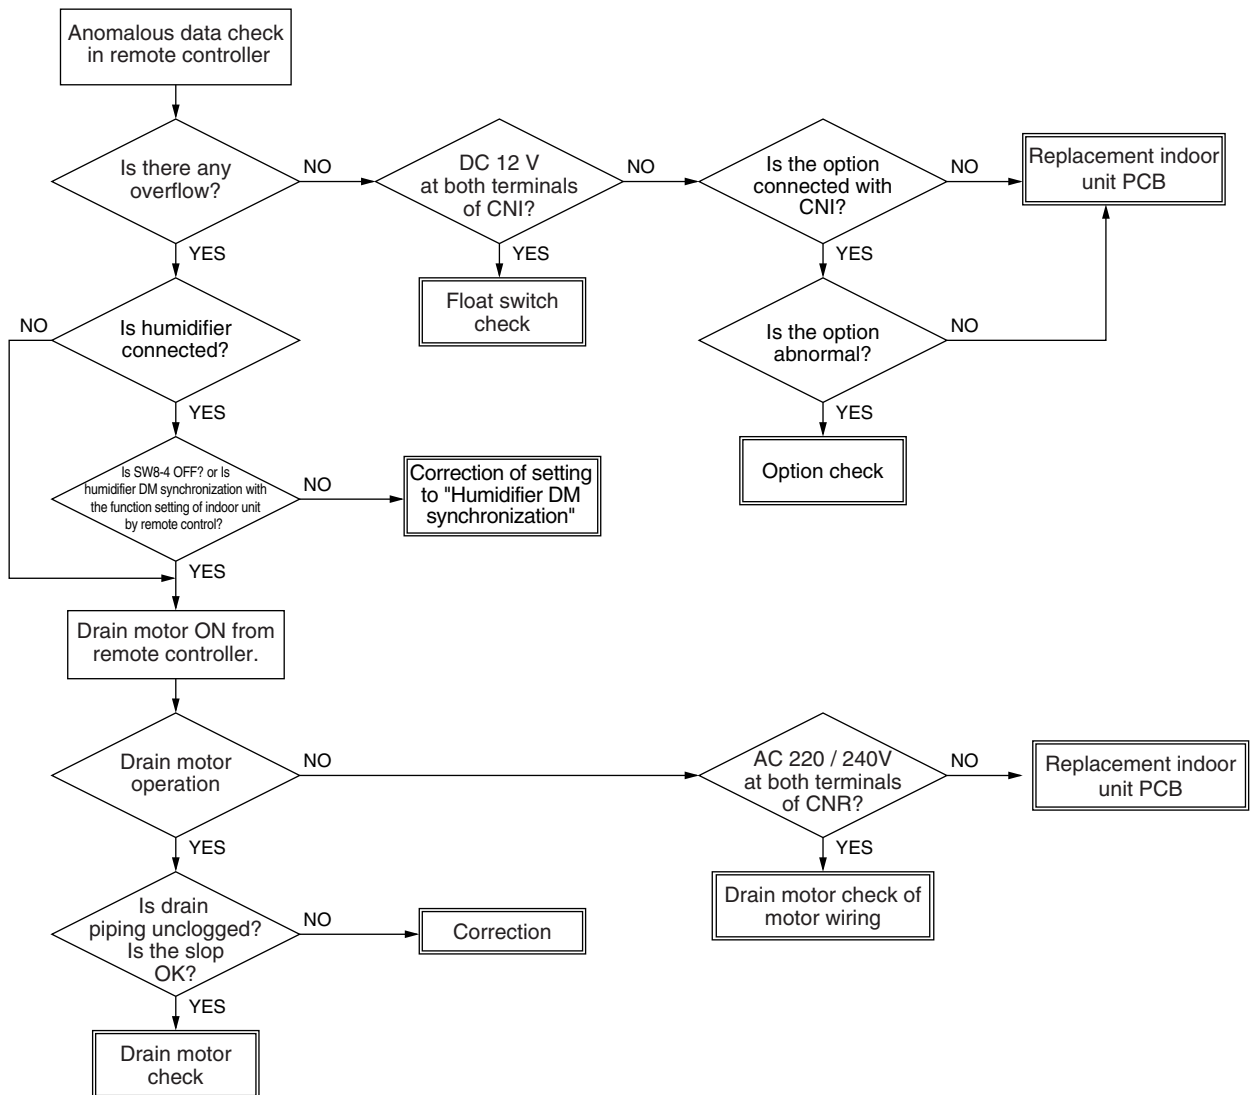 Anomalous data check
in remote controller
Is there any
overflow?
NO
DC 12 V
at both terminals
of CNI?
NO
Is the option
connected with
CNI?
NO
Replacement indoor
unit PCB
YES
YES
YES
NO
Is humidifier
connected?
Float switch
check
Is the option
abnormal?
NO
YES
YES
Is SW8-4 OFF? or Is
humidifier DM synchronization with
the function setting of indoor unit
by remote control?
NO
Correction of setting
to "Humidifier DM
synchronization"
Option check
YES
Drain motor ON from
remote controller.
Drain motor
operation
NO
AC 220 / 240V
at both terminals
of CNR?
NO
Replacement indoor
unit PCB
YES
YES
Is drain
piping unclogged?
Is the slop
OK?
NO
Correction
Drain motor check of
motor wiring
YES
Drain motor
check